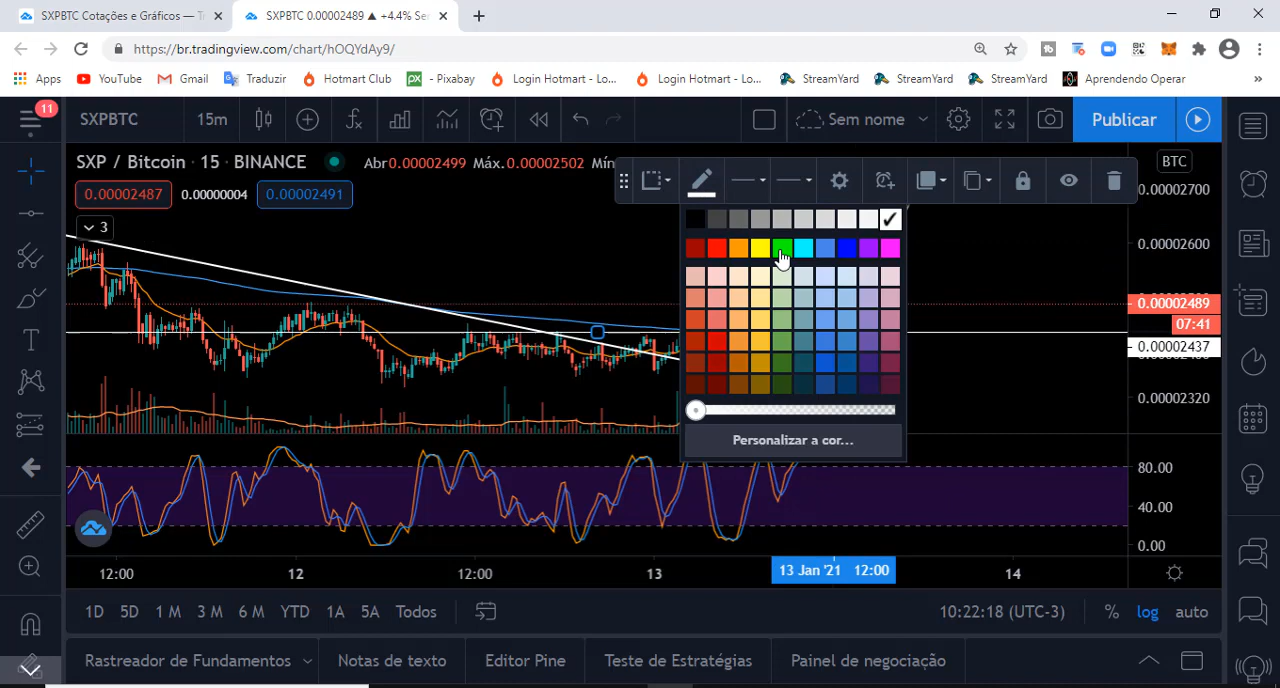 SXPBTC Cotações e Gráficos —
SXPBTC 0.00002489 ▲ +4.4% Se
https://br.tradingview.com/chart/hOQYdAy9/
Apps YouTube Gmail Traduzir Hotmart Club - Pixabay Login Hotmart - Lo... Login Hotmart - Lo... StreamYard StreamYard StreamYard Aprendendo Operar »
11
SXPBTC 15m Sem nome Publicar
SXP / Bitcoin · 15 · BINANCE Abr0.00002499 Máx.0.00002502 Mín
BTC
0.00002487 0.00000004 0.00002491
3
0.00002700
0.00002600
0.00002489
07:41
0.00002437
0.00002320
Personalizar a cor...
80.00
40.00
0.00
12:00 12 12:00 13 13 Jan '21 12:00 14
1D 5D 1 M 3 M 6 M YTD 1A 5A Todos 10:22:18 (UTC-3) % log auto
Rastreador de Fundamentos Notas de texto Editor Pine Teste de Estratégias Painel de negociação